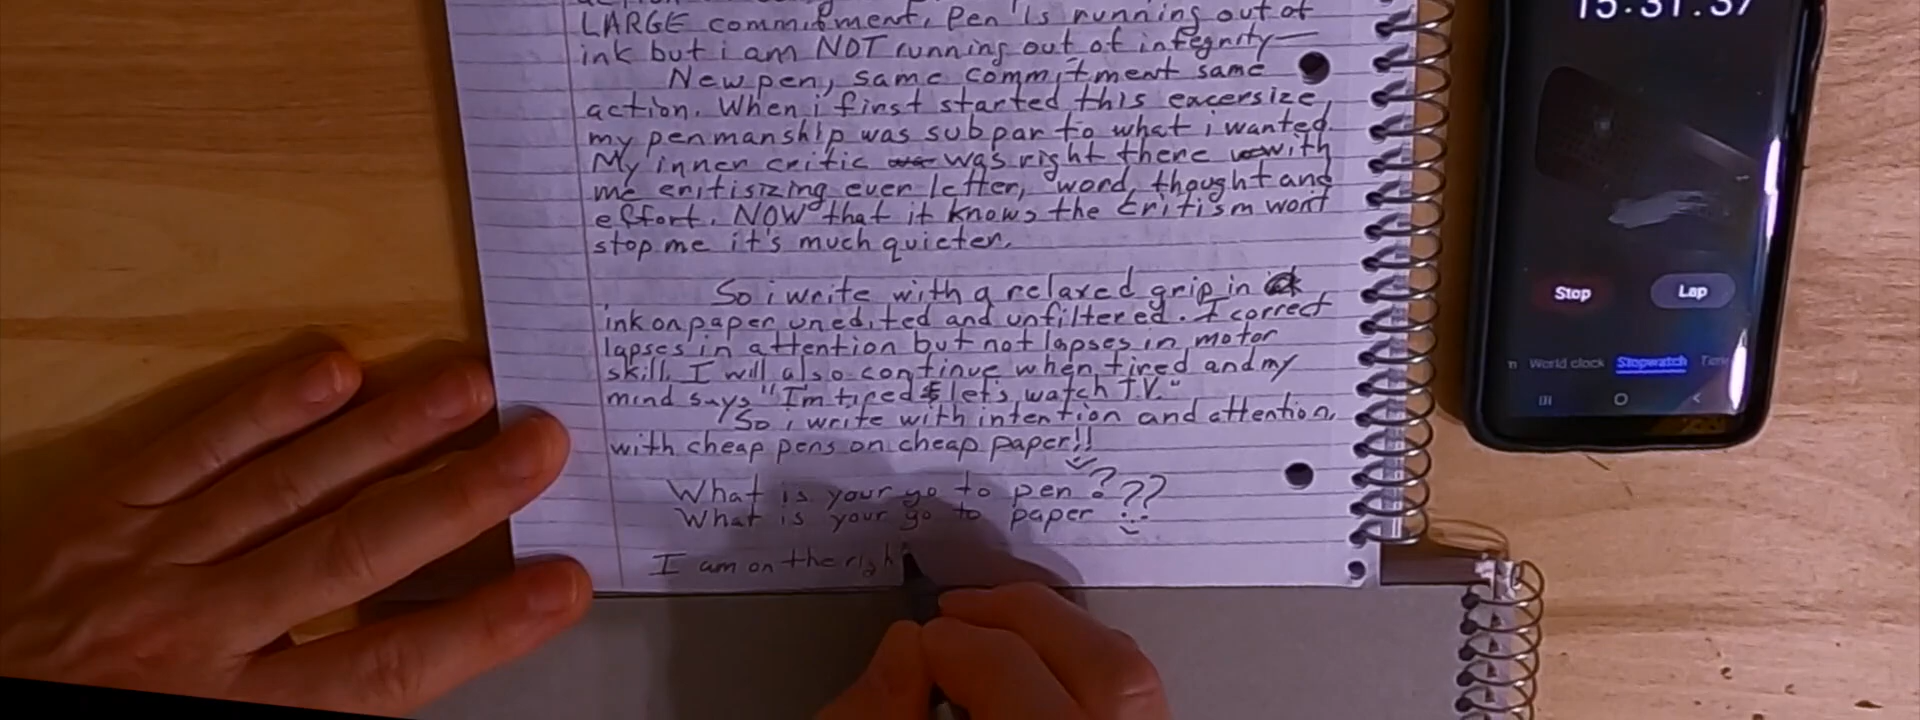 LARGE commitment, Pen is running out of
ink but i am NOT running out of integrity—
New pen, same commitment same
action. When i first started this excersize,
my penmanship was subpar to what i wanted.
My inner critic was right there with
me critisizing ever letter, word, thought and
effort. NOW that it knows the critism wont
stop me it's much quieter.
So i write with a relaxed grip in
ink on paper unedited and unfiltered. I correct
lapses in attention but not lapses in motor
skill. I will also continue when tired and my
mind says "I'm tired & let's watch T.V."
So i write with intention and attention,
with cheap pens on cheap paper!!
What is your go to pen ???
What is your go to paper
I am on the righ
15:31.37
Stop Lap
World clock Stopwatch